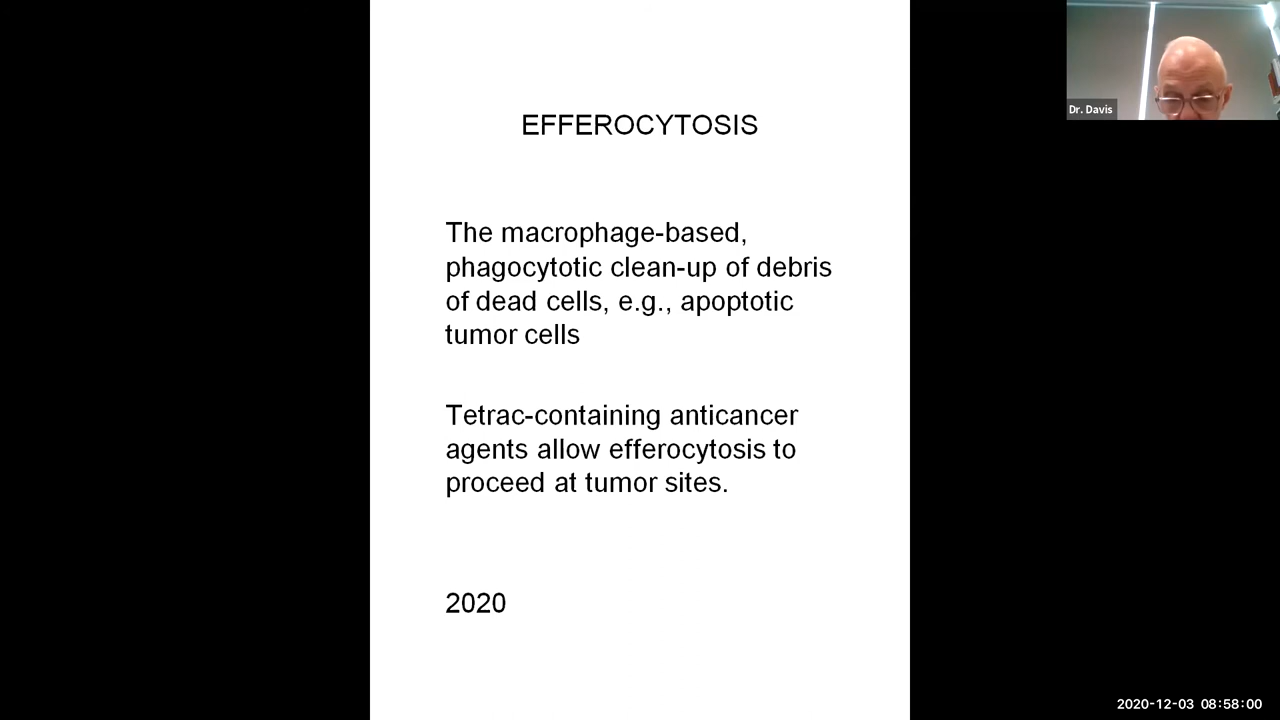 EFFEROCYTOSIS
The macrophage-based,
phagocytotic clean-up of debris
of dead cells, e.g., apoptotic
tumor cells
Tetrac-containing anticancer
agents allow efferocytosis to
proceed at tumor sites.
2020
Dr. Davis
2020-12-03 08:58:00